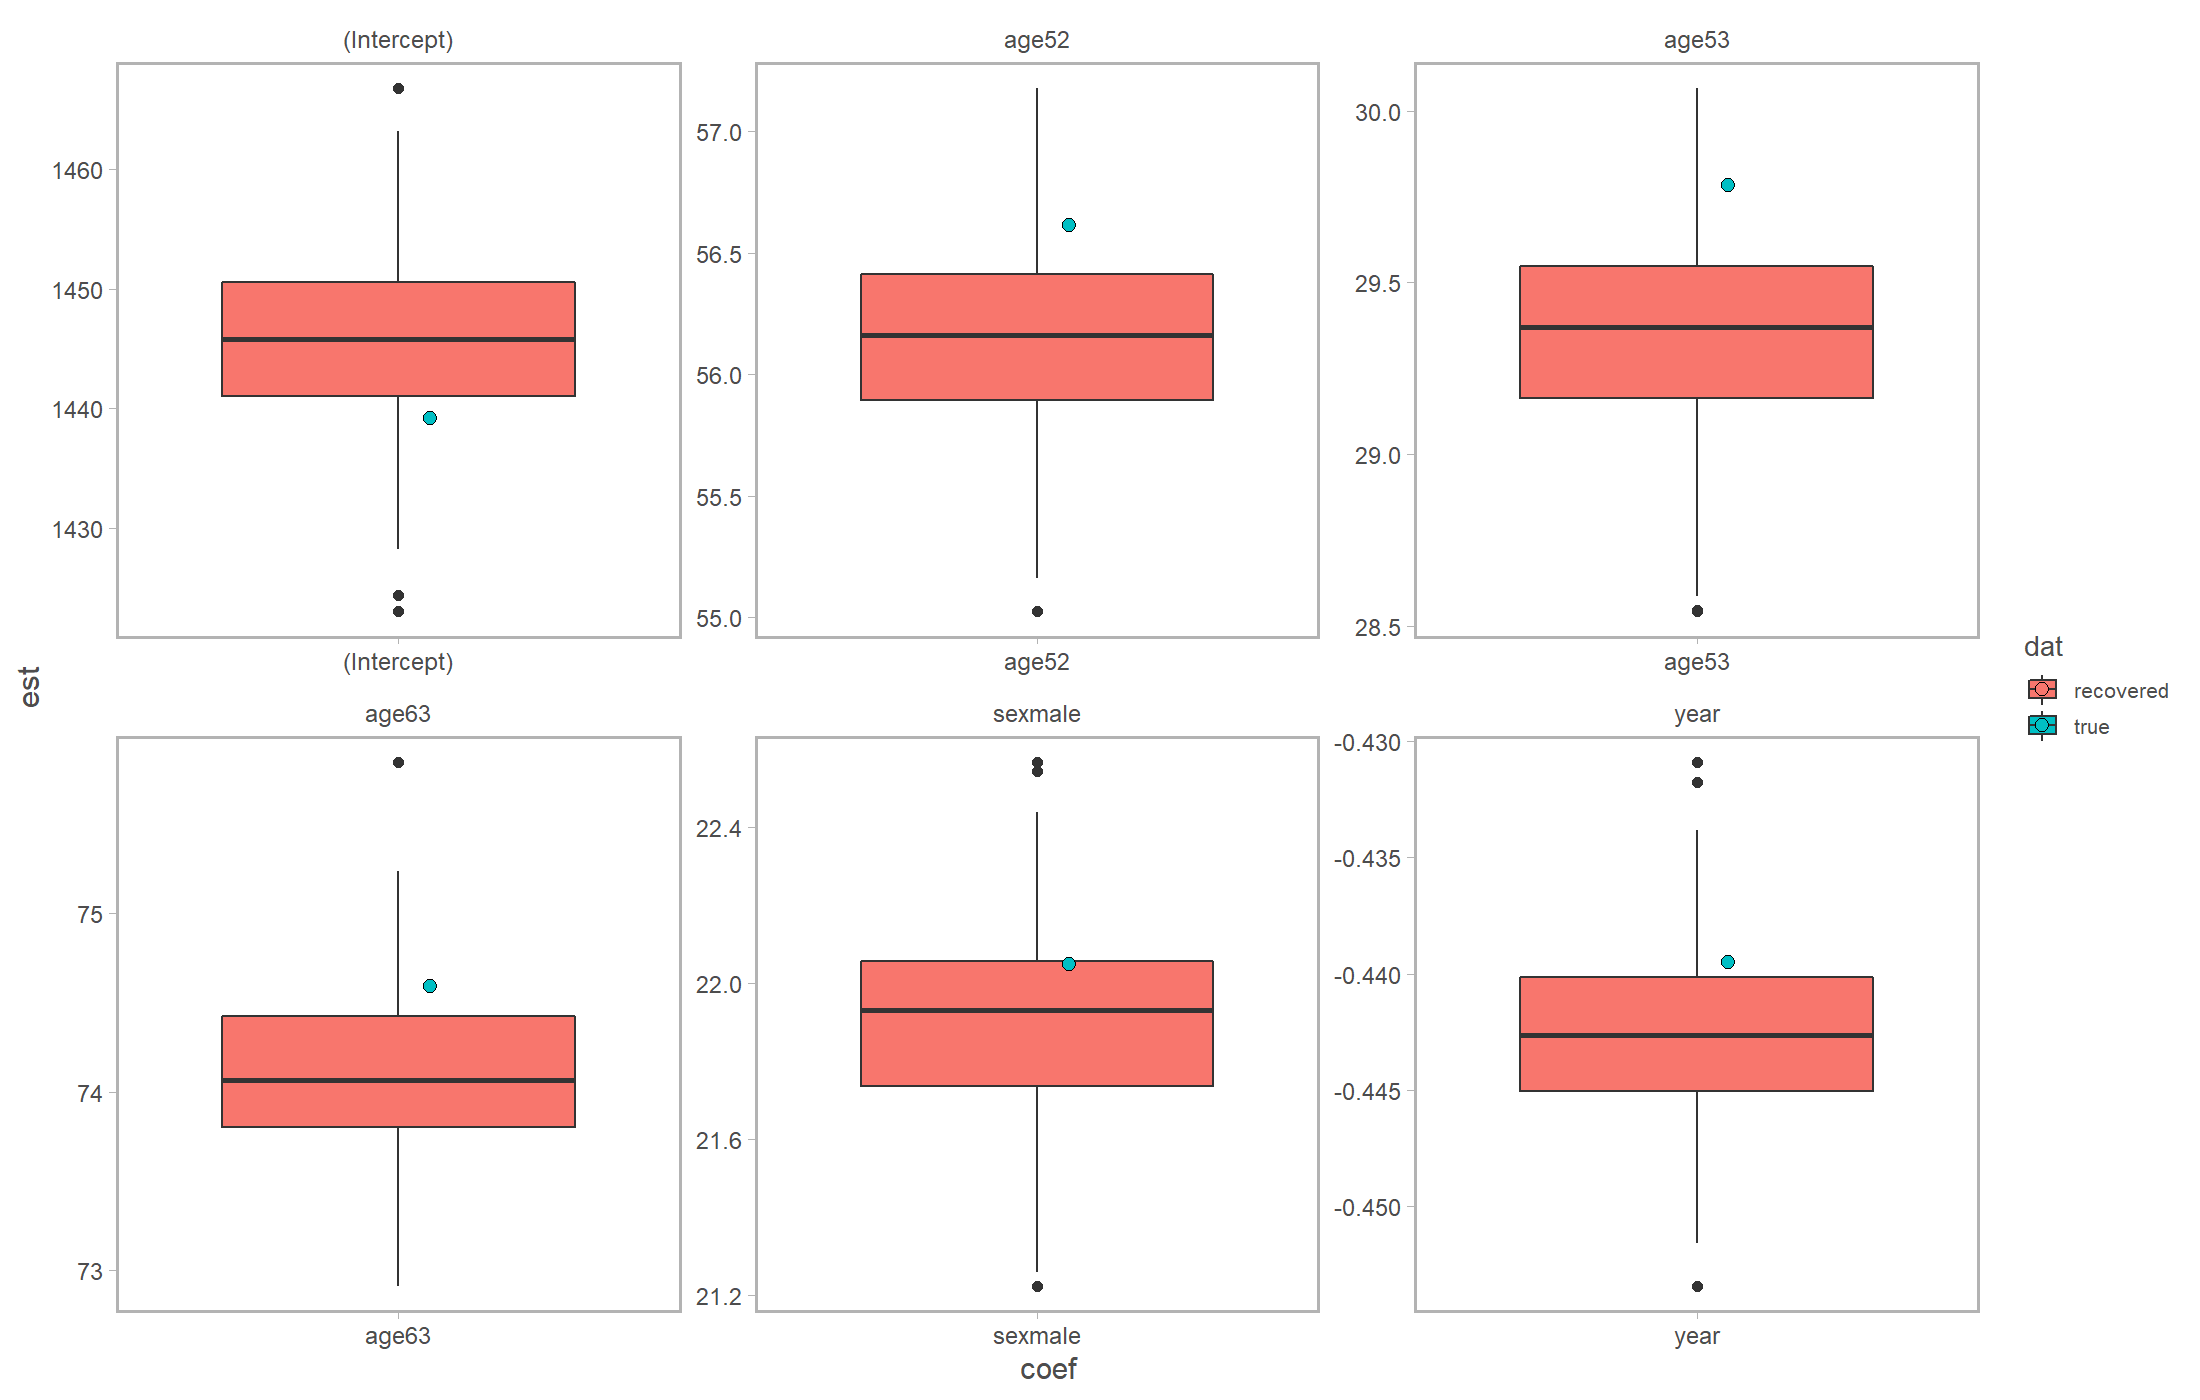 (Intercept)
age52
age53
1460
1450
1440
1430
57.0
56.5
56.0
55.5
55.0
30.0
29.5
29.0
28.5
(Intercept)
age52
age53
est
age63
sexmale
year
75
74
73
22.4
22.0
21.6
21.2
-0.430
-0.435
-0.440
-0.445
-0.450
age63
sexmale
year
coef
dat
recovered
true